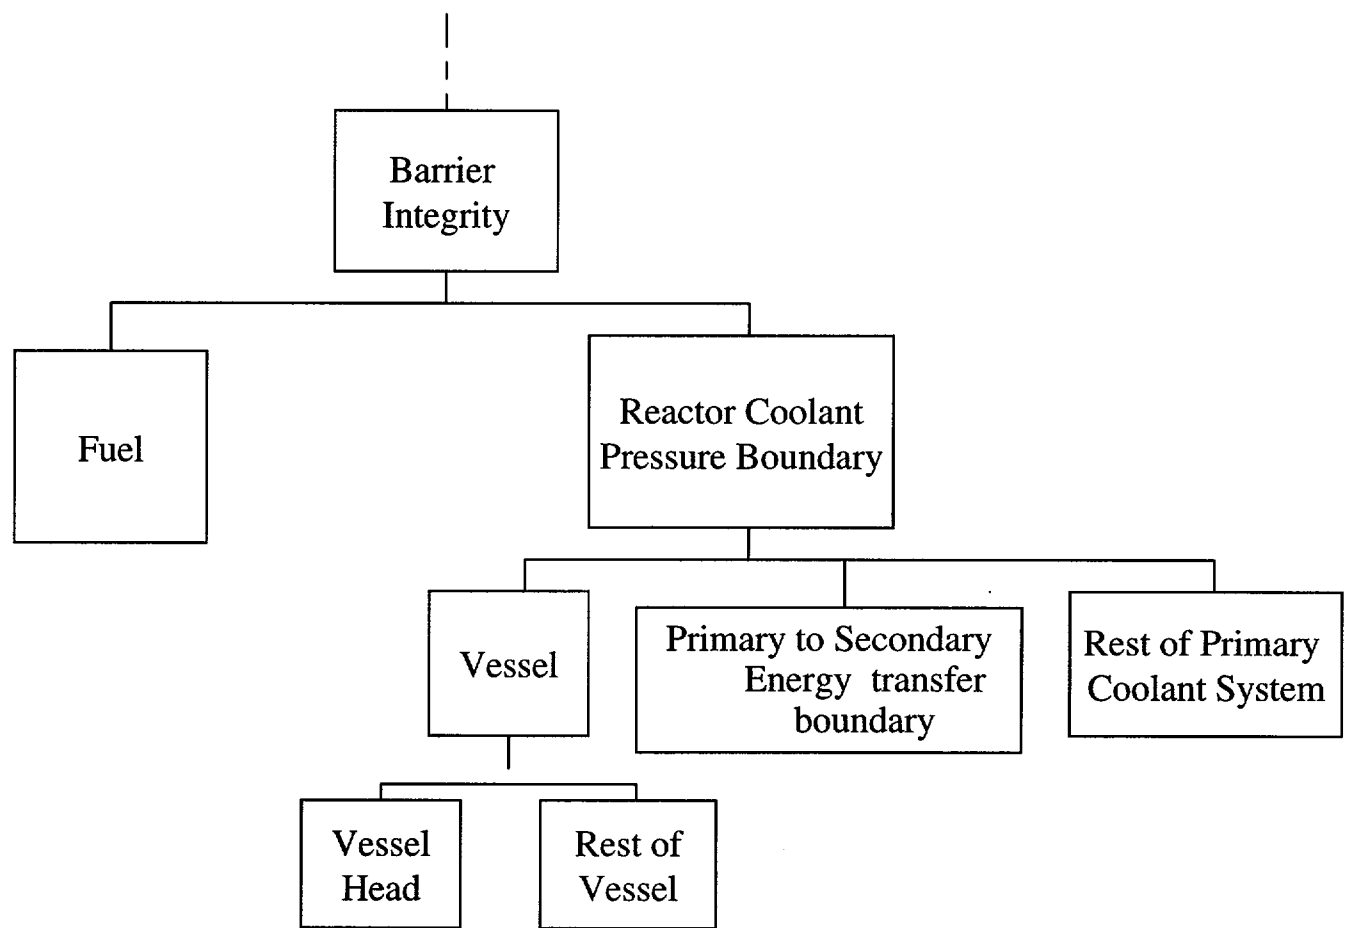 Barrier
Integrity
Fuel
Reactor Coolant
Pressure Boundary
Vessel
Primary to Secondary
Energy transfer
boundary
Rest of Primary
Coolant System
Vessel
Head
Rest of
Vessel